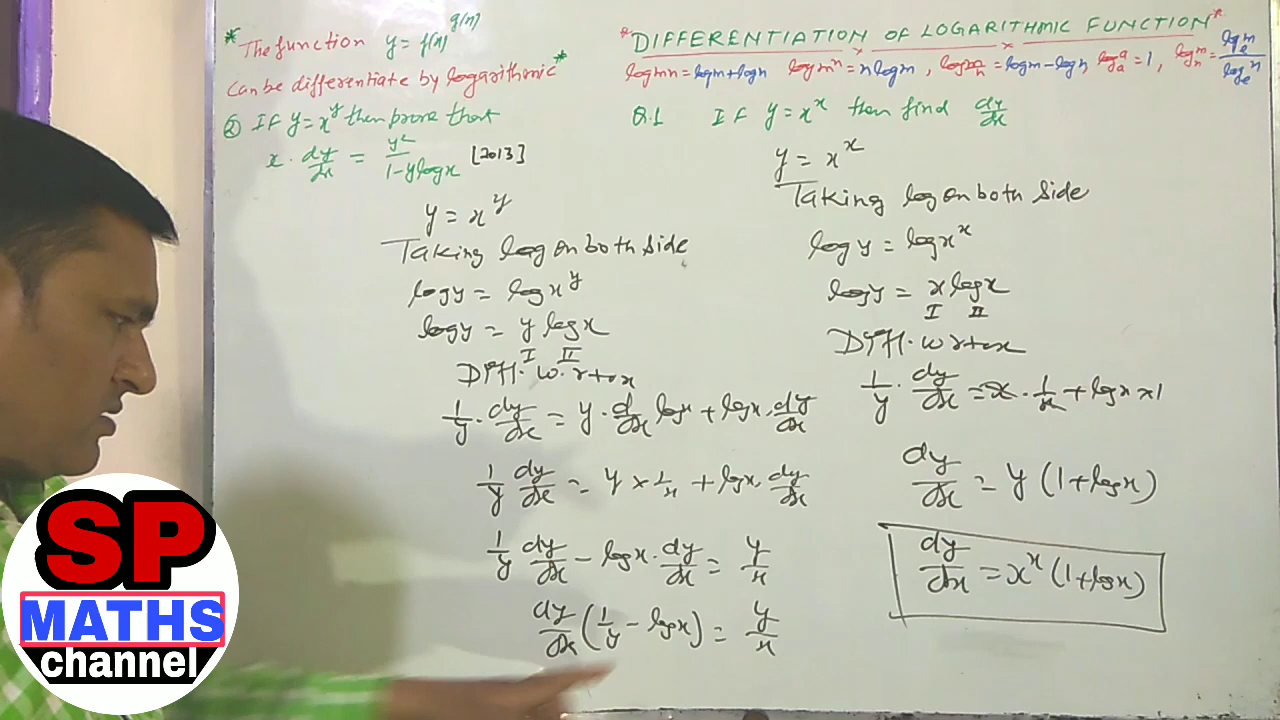 * The function y = f(x)^g(x)
can be differentiate by logarithmic *
② IF y = x^y then prove that
x · dy/dx = y²/(1-y log x) [2013]
y = x^y
Taking log on both side
log y = log x^y
log y = y log x
I II
Diff. w.r.to x
1/y · dy/dx = y · d/dx log x + log x · dy/dx
1/y dy/dx = y × 1/x + log x · dy/dx
1/y dy/dx - log x · dy/dx = y/x
dy/dx (1/y - log x) = y/x
* DIFFERENTIATION OF LOGARITHMIC FUNCTION *
log mn = log m + log n log m^n = n log m, log m/n = log m - log n, log_a a = 1, log_n m = log_e m / log_e n
Q.1 IF y = x^x then find dy/dx
y = x^x
Taking log on both side
log y = log x^x
log y = x log x
I II
Diff. w r to x
1/y · dy/dx = x · 1/x + log x × 1
dy/dx = y (1 + log x)
dy/dx = x^x (1 + log x)
SP
MATHS
channel